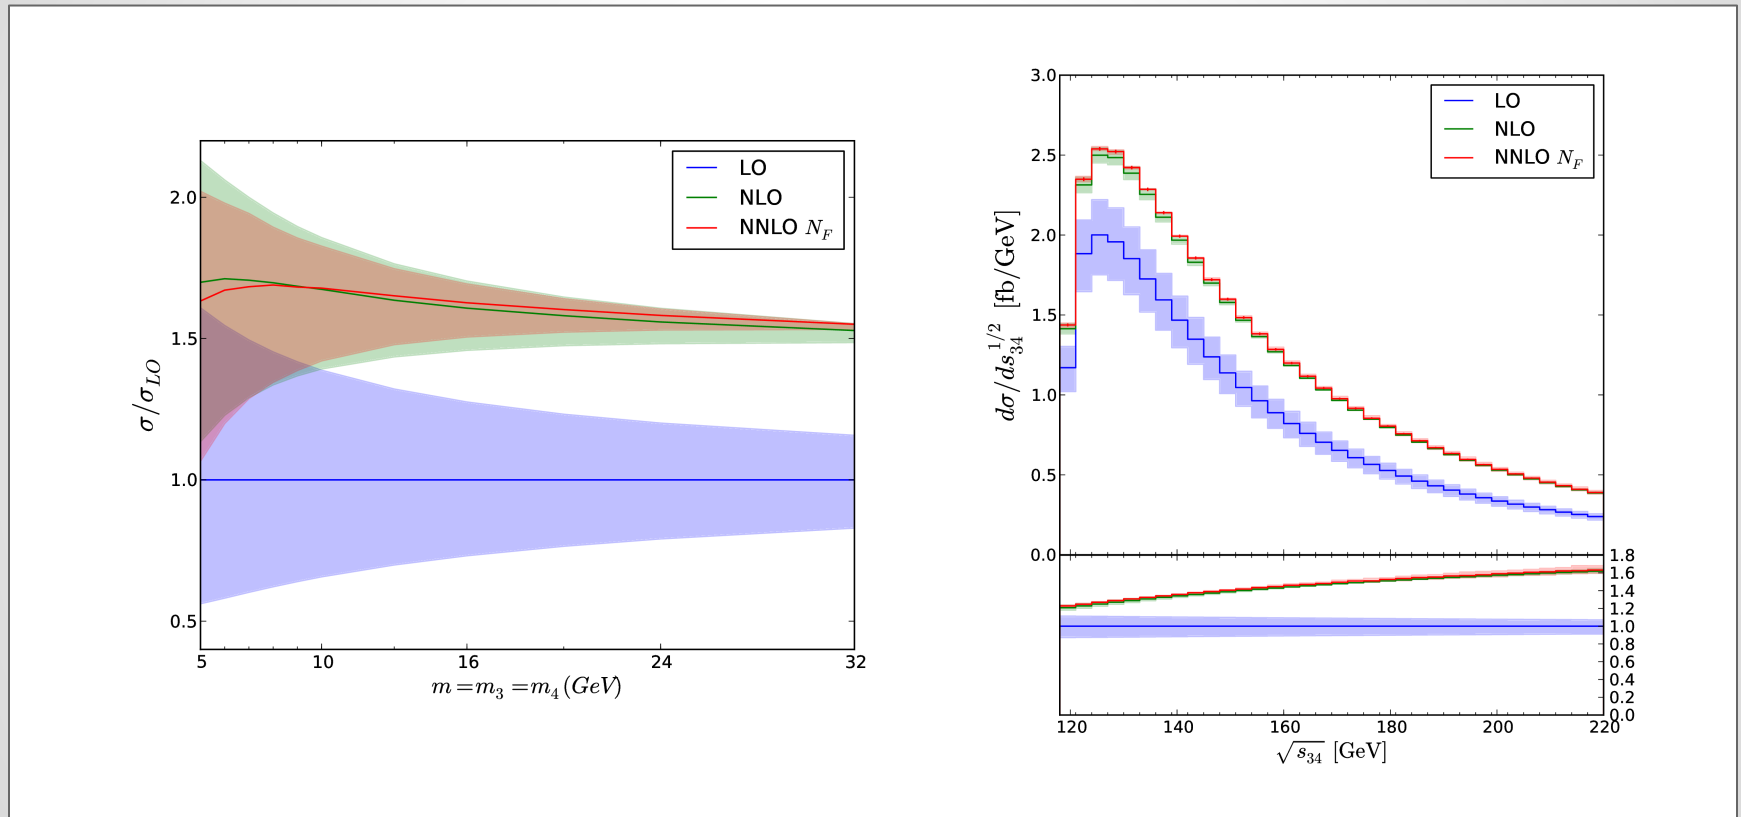 LO
NLO
NNLO N_F
2.0
1.5
1.0
0.5
σ/σ_LO
5 10 16 24 32
m=m_3=m_4(GeV)
3.0
2.5
2.0
1.5
1.0
0.5
0.0
dσ/ds_34^1/2 [fb/GeV]
LO
NLO
NNLO N_F
1.8
1.6
1.4
1.2
1.0
0.8
0.6
0.4
0.2
0.0
120 140 160 180 200 220
√s_34 [GeV]